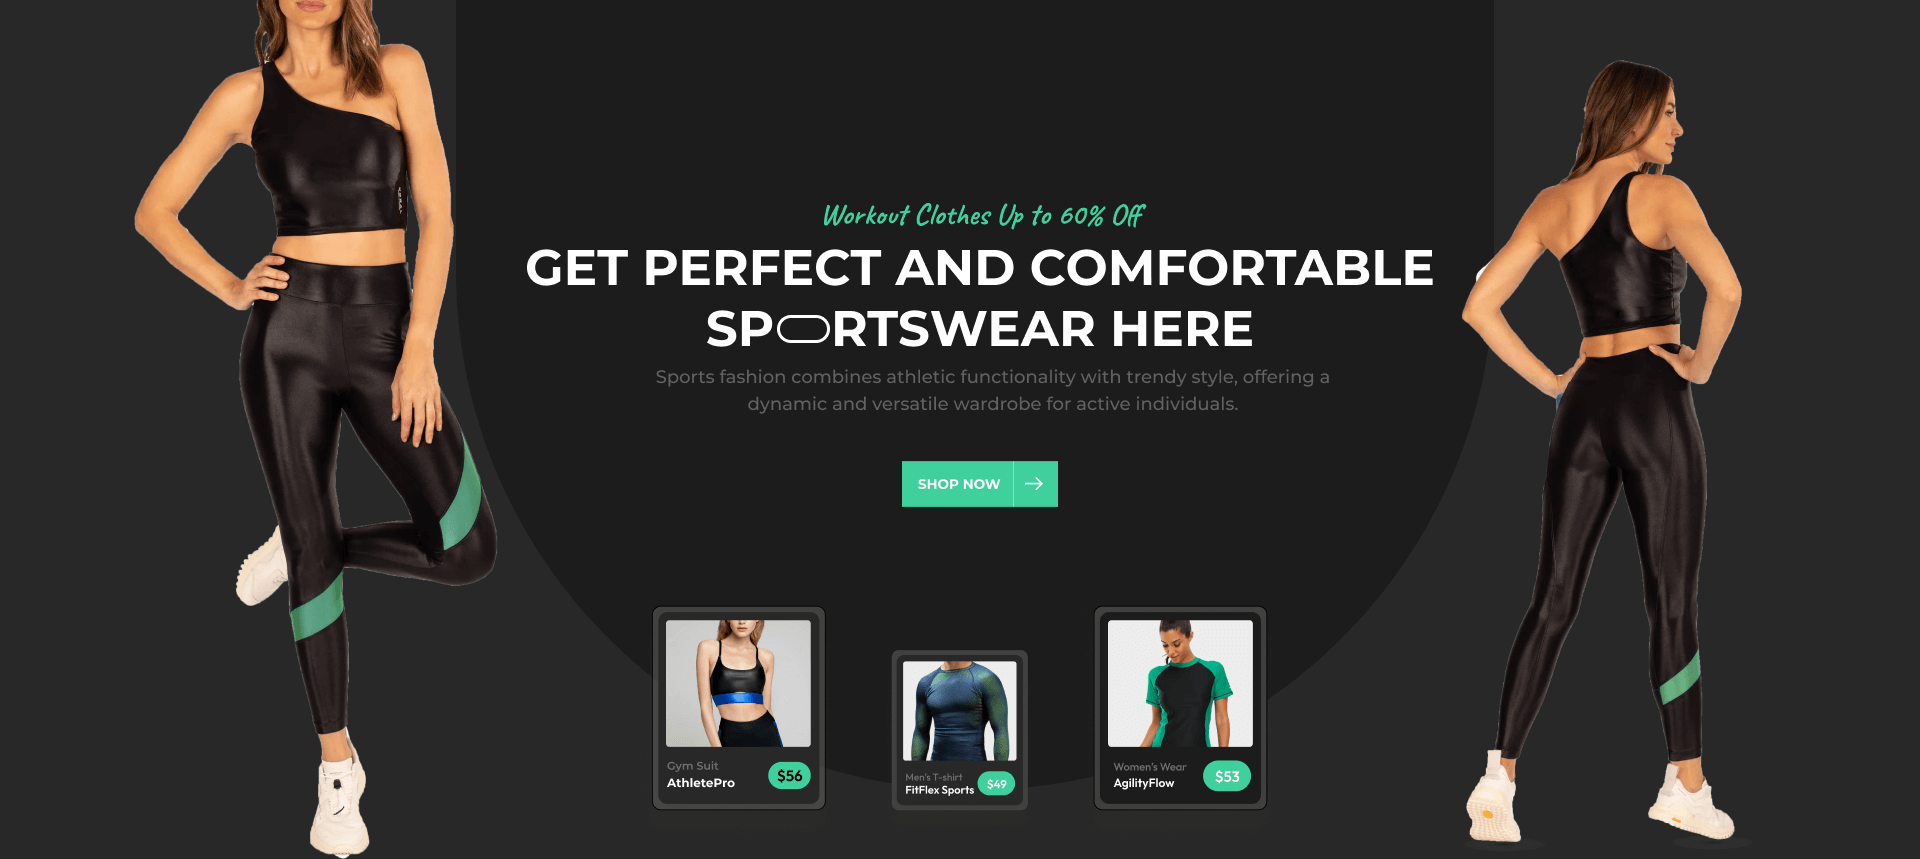 Workout Clothes Up to 60% Off
GET PERFECT AND COMFORTABLE
SPORTSWEAR HERE
Sports fashion combines athletic functionality with trendy style, offering a
dynamic and versatile wardrobe for active individuals.
SHOP NOW
Gym Suit
AthletePro
$56
Men's T-shirt
FitFlex Sports
$49
Women's Wear
AgilityFlow
$53